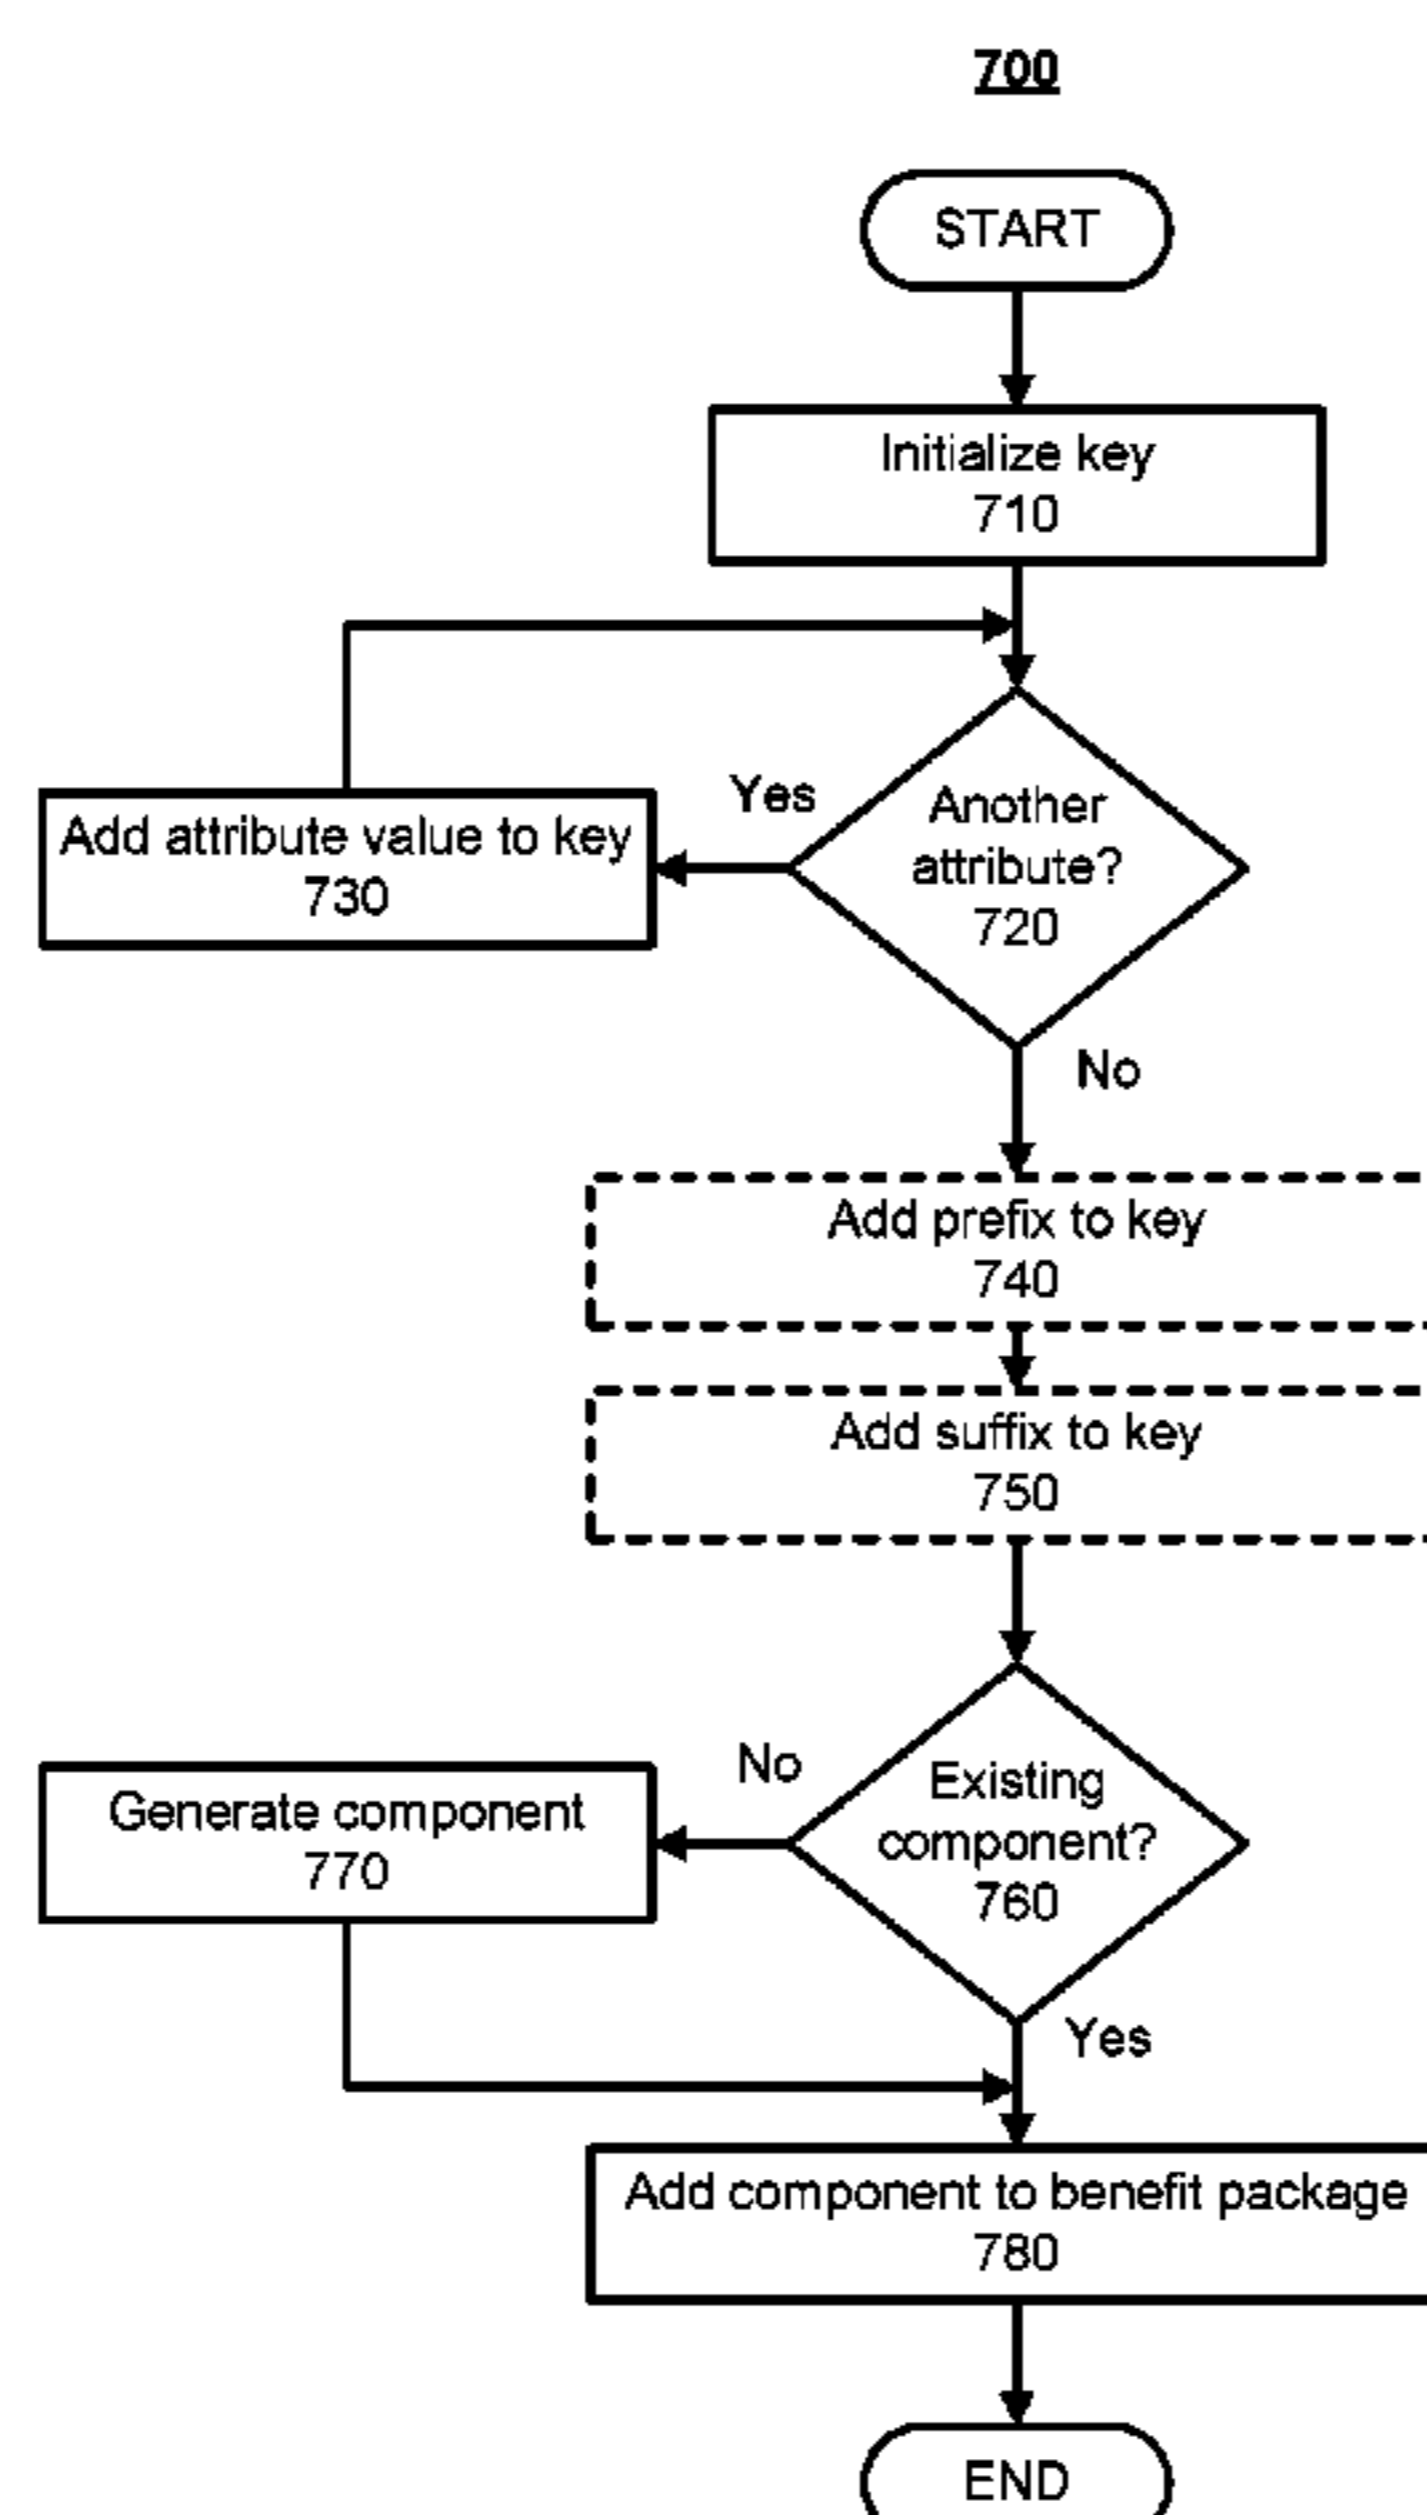 700
START
Initialize key
710
Yes
Another
attribute?
720
Add attribute value to key
730
No
Add prefix to key
740
Add suffix to key
750
No
Existing
component?
760
Generate component
770
Yes
Add component to benefit package
780
END